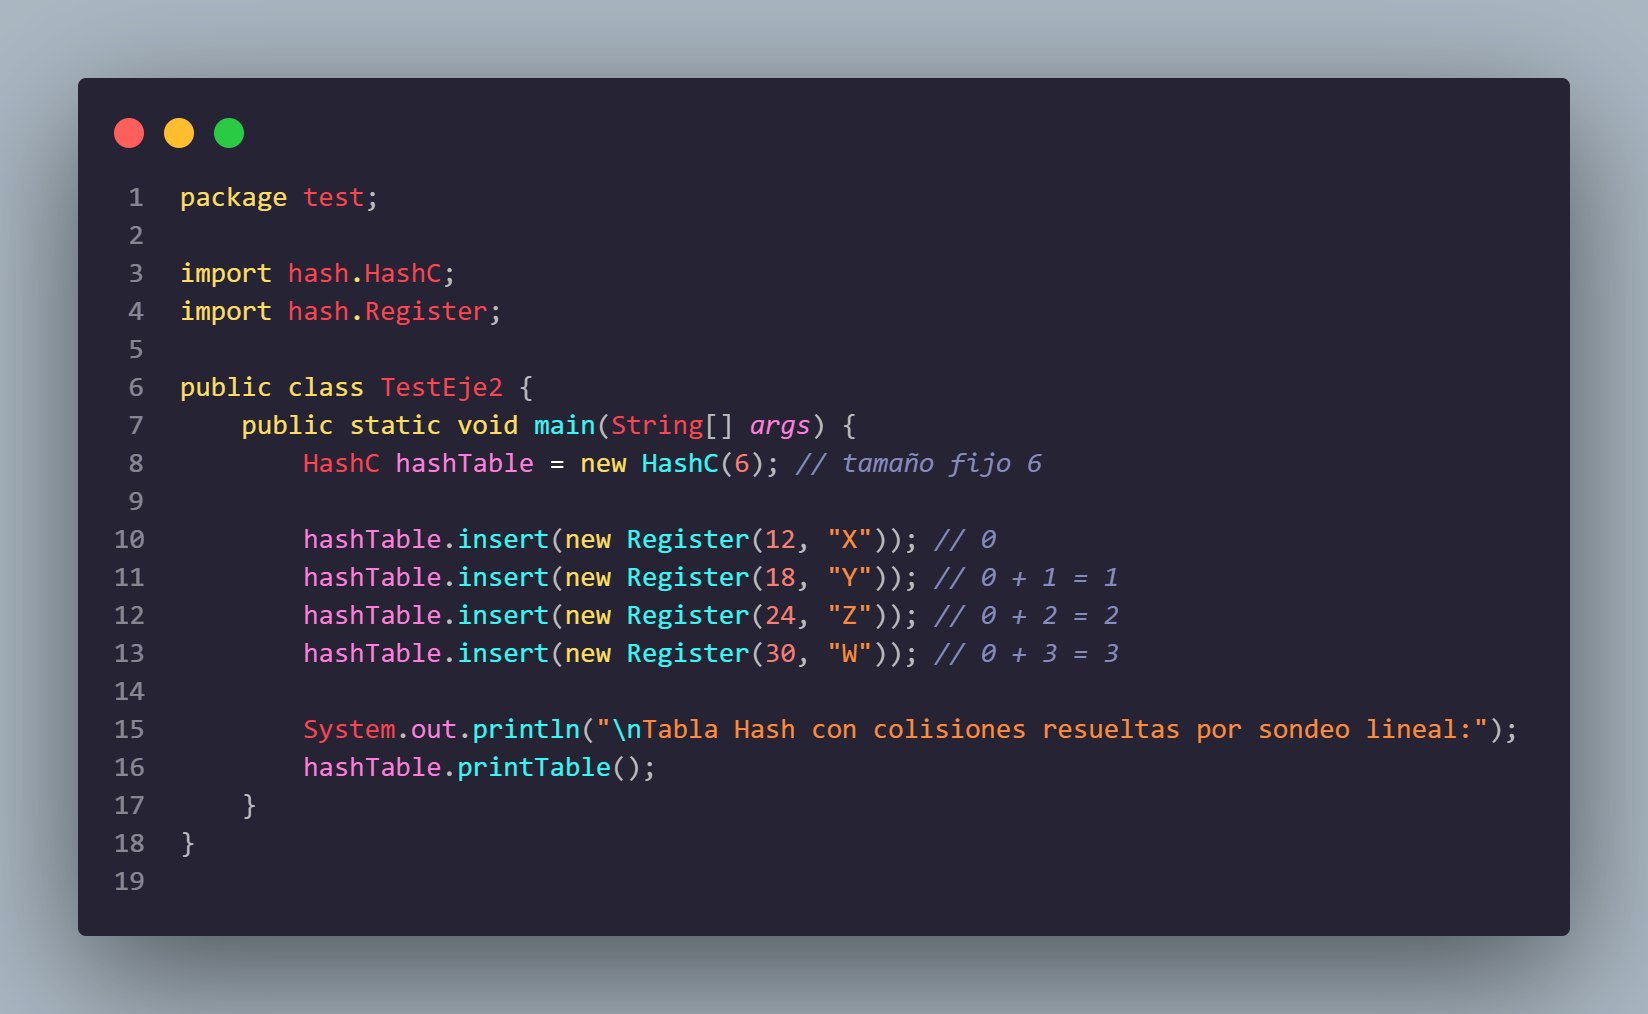 1 package test;
2
3 import hash.HashC;
4 import hash.Register;
5
6 public class TestEje2 {
7     public static void main(String[] args) {
8         HashC hashTable = new HashC(6); // tamaño fijo 6
9
10         hashTable.insert(new Register(12, "X")); // 0
11         hashTable.insert(new Register(18, "Y")); // 0 + 1 = 1
12         hashTable.insert(new Register(24, "Z")); // 0 + 2 = 2
13         hashTable.insert(new Register(30, "W")); // 0 + 3 = 3
14
15         System.out.println("\nTabla Hash con colisiones resueltas por sondeo lineal:");
16         hashTable.printTable();
17     }
18 }
19